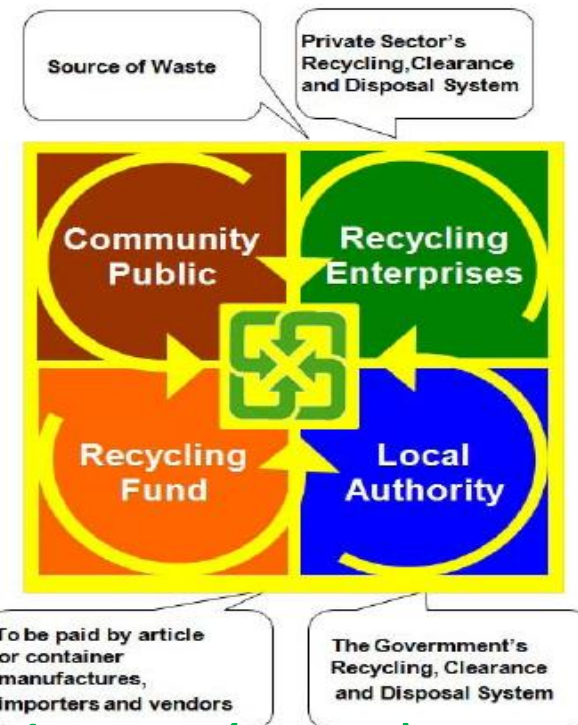 Source of Waste
Private Sector's
Recycling,Clearance
and Disposal System
Community
Public
Recycling
Enterprises
Recycling
Fund
Local
Authority
To be paid by article
or container
manufactures,
importers and vendors
The Govermment's
Recycling, Clearance
and Disposal System